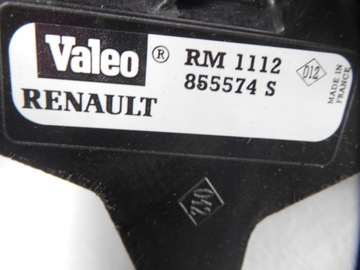 Valeo ® RM 1112
RENAULT 855574 S
D12
MADE IN
FRANCE